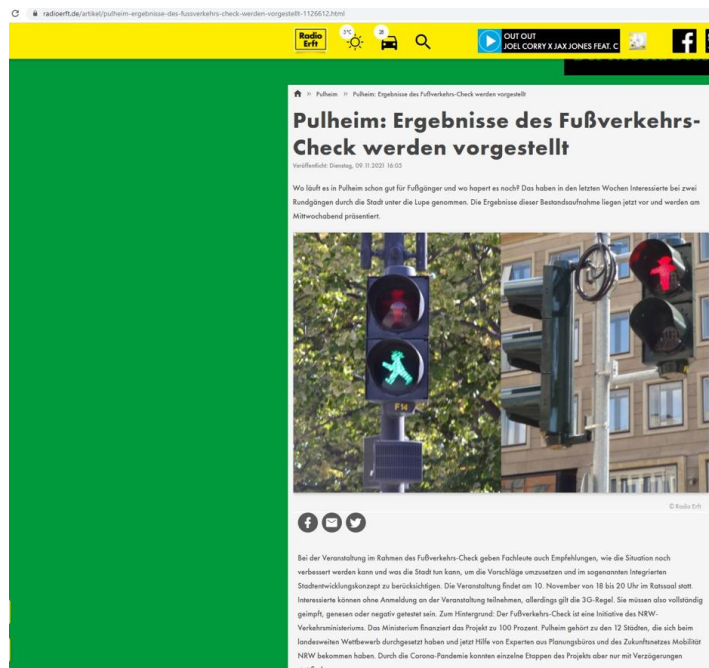 radioerft.de/artikel/pulheim-ergebnisse-des-fussverkehrs-check-werden-vorgestellt-1126612.html
Radio
Erft
3°C
28
OUT OUT
JOEL CORRY X JAX JONES FEAT. C
Pulheim >> Pulheim: Ergebnisse des Fußverkehrs-Check werden vorgestellt
Pulheim: Ergebnisse des Fußverkehrs-
Check werden vorgestellt
Veröffentlicht: Dienstag, 09.11.2021 16:05
Wo läuft es in Pulheim schon gut für Fußgänger und wo hapert es noch? Das haben in den letzten Wochen Interessierte bei zwei
Rundgängen durch die Stadt unter die Lupe genommen. Die Ergebnisse dieser Bestandsaufnahme liegen jetzt vor und werden am
Mittwochabend präsentiert.
F14
© Radio Erft
Bei der Veranstaltung im Rahmen des Fußverkehrs-Check geben Fachleute auch Empfehlungen, wie die Situation noch
verbessert werden kann und was die Stadt tun kann, um die Vorschläge umzusetzen und im sogenannten Integrierten
Stadtentwicklungskonzept zu berücksichtigen. Die Veranstaltung findet am 10. November von 18 bis 20 Uhr im Ratssaal statt.
Interessierte können ohne Anmeldung an der Veranstaltung teilnehmen, allerdings gilt die 3G-Regel. Sie müssen also vollständig
geimpft, genesen oder negativ getestet sein. Zum Hintergrund: Der Fußverkehrs-Check ist eine Initiative des NRW-
Verkehrsministeriums. Das Ministerium finanziert das Projekt zu 100 Prozent. Pulheim gehört zu den 12 Städten, die sich beim
landesweiten Wettbewerb durchgesetzt haben und jetzt Hilfe von Experten aus Planungsbüros und des Zukunftsnetzes Mobilität
NRW bekommen haben. Durch die Corona-Pandemie konnten einzelne Etappen des Projekts aber nur mit Verzögerungen